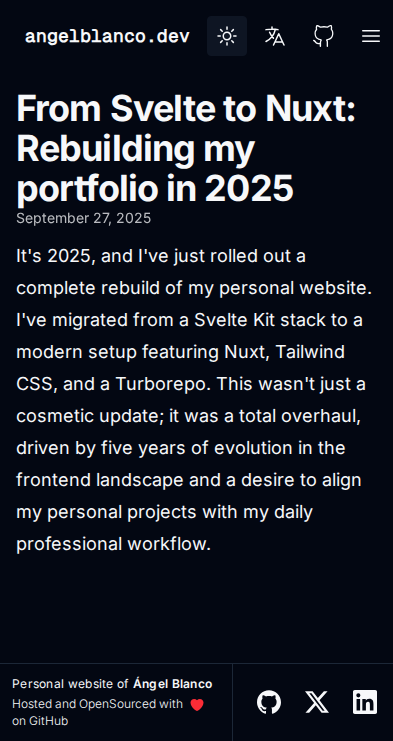 angelblanco.dev
From Svelte to Nuxt:
Rebuilding my
portfolio in 2025
September 27, 2025
It's 2025, and I've just rolled out a
complete rebuild of my personal website.
I've migrated from a Svelte Kit stack to a
modern setup featuring Nuxt, Tailwind
CSS, and a Turborepo. This wasn't just a
cosmetic update; it was a total overhaul,
driven by five years of evolution in the
frontend landscape and a desire to align
my personal projects with my daily
professional workflow.
Personal website of Ángel Blanco
Hosted and OpenSourced with ❤️
on GitHub